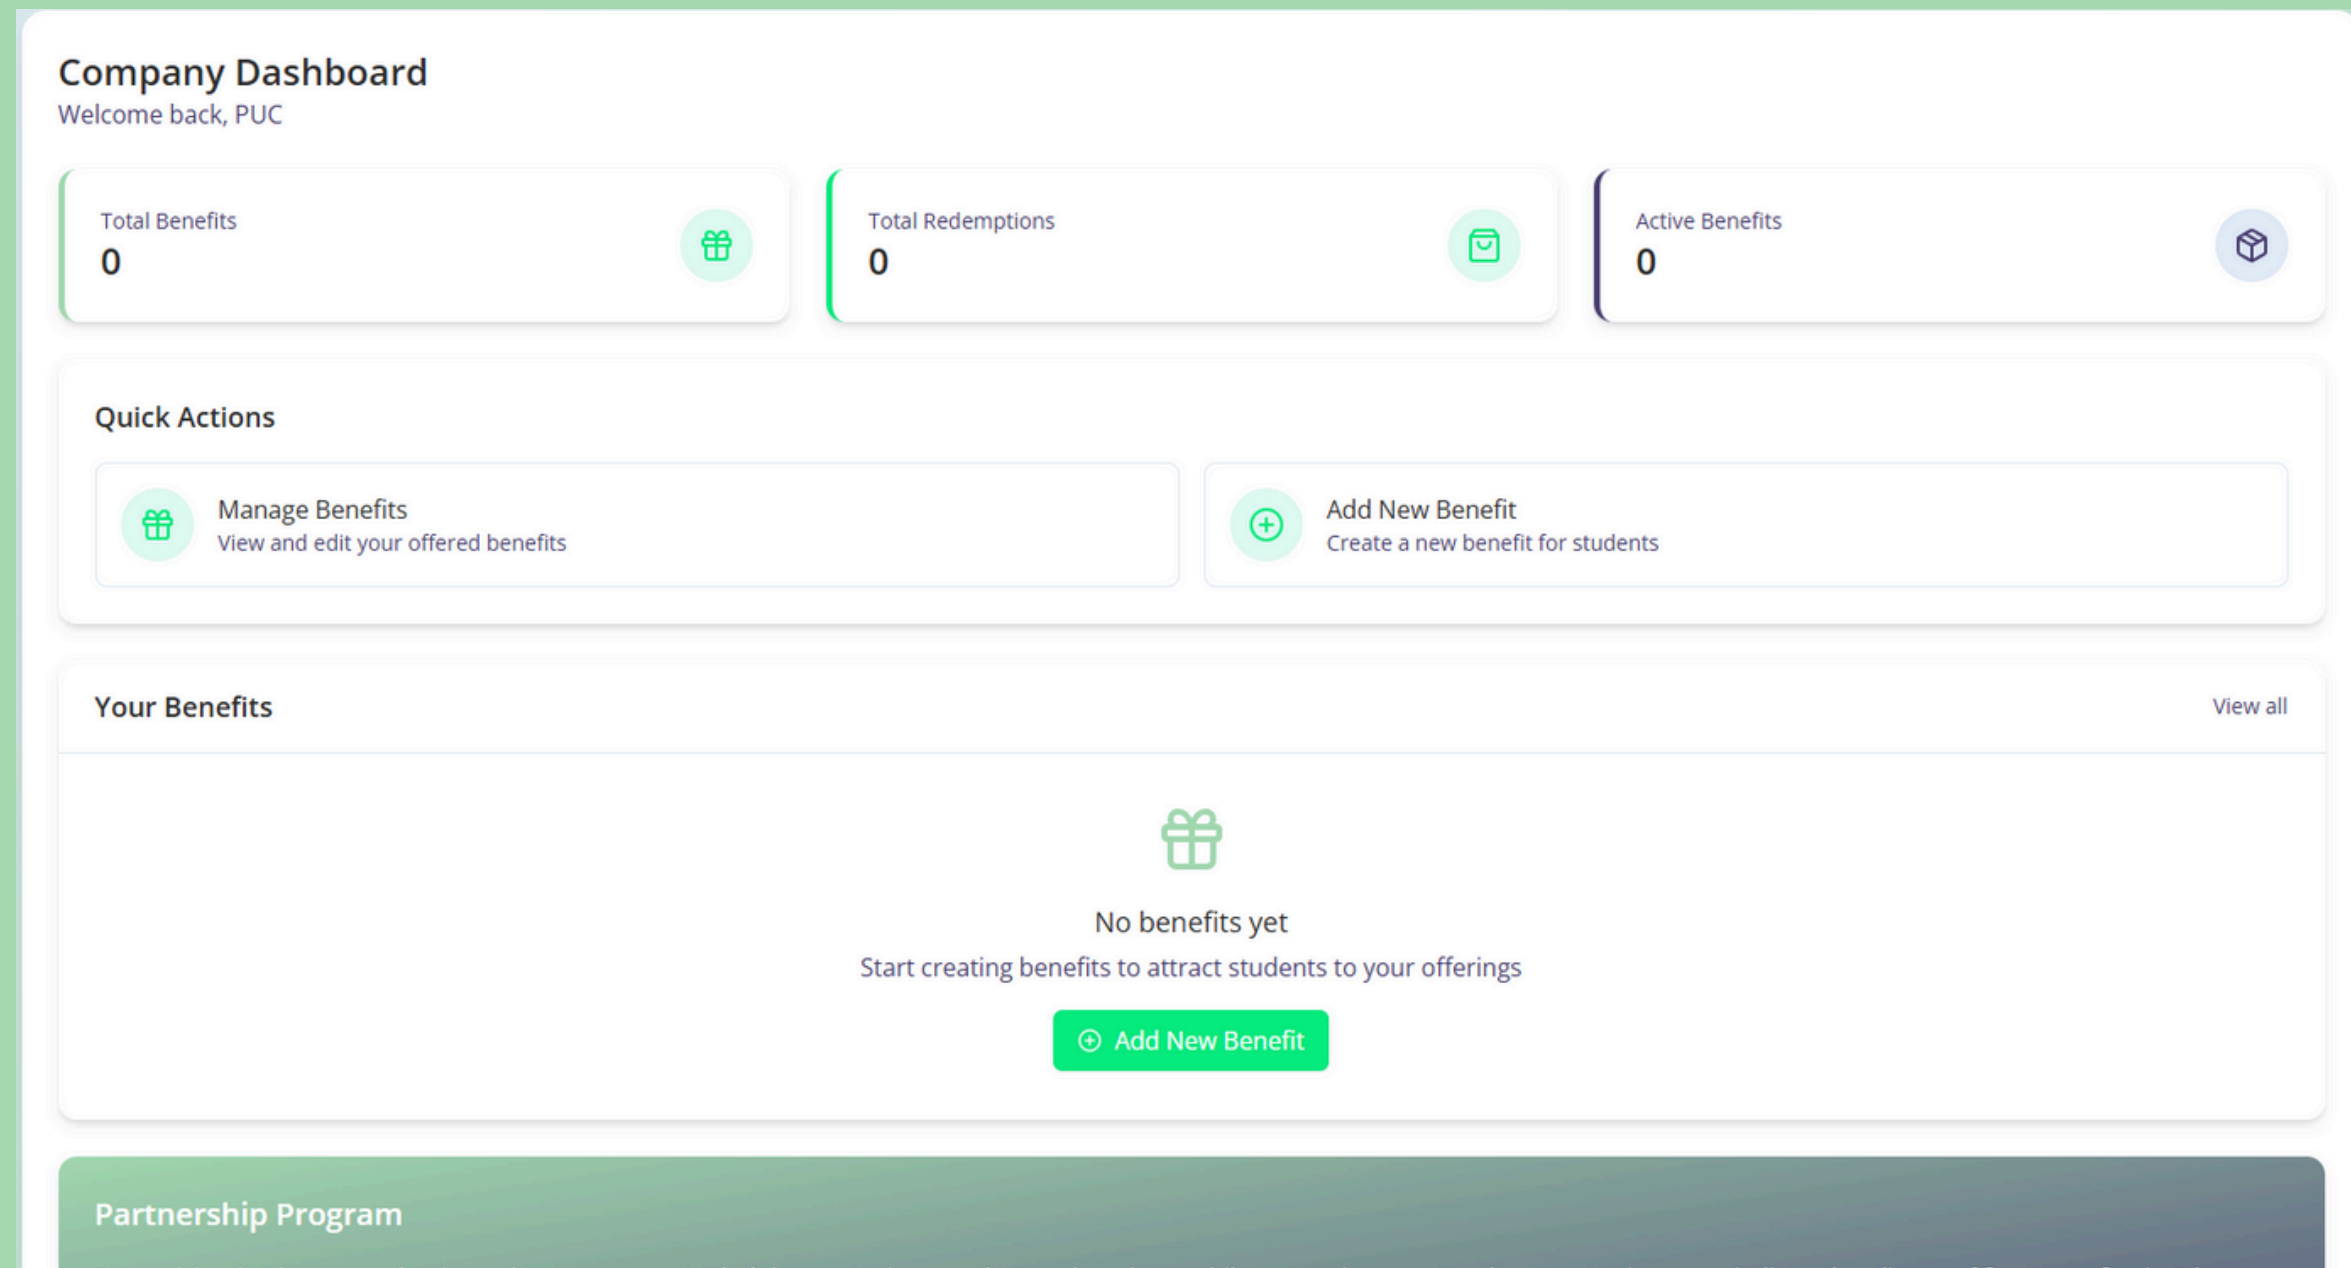 Company Dashboard
Welcome back, PUC
Total Benefits
0
Total Redemptions
0
Active Benefits
0
Quick Actions
Manage Benefits
View and edit your offered benefits
Add New Benefit
Create a new benefit for students
Your Benefits
View all
No benefits yet
Start creating benefits to attract students to your offerings
Add New Benefit
Partnership Program